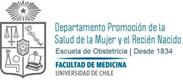 Departamento Promoción de la
Salud de la Mujer y el Recién Nacido
Escuela de Obstetricia | Desde 1834
FACULTAD DE MEDICINA
UNIVERSIDAD DE CHILE